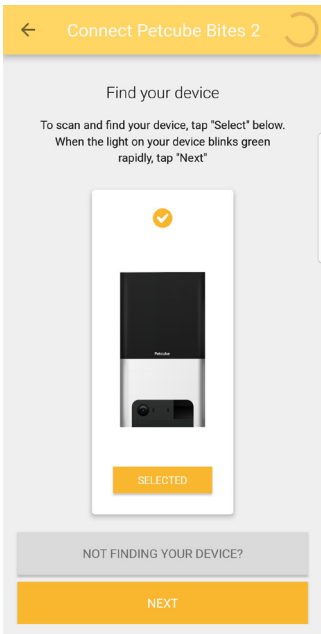 Connect Petcube Bites 2
Find your device
To scan and find your device, tap "Select" below.
When the light on your device blinks green
rapidly, tap "Next"
Petcube
SELECTED
NOT FINDING YOUR DEVICE?
NEXT